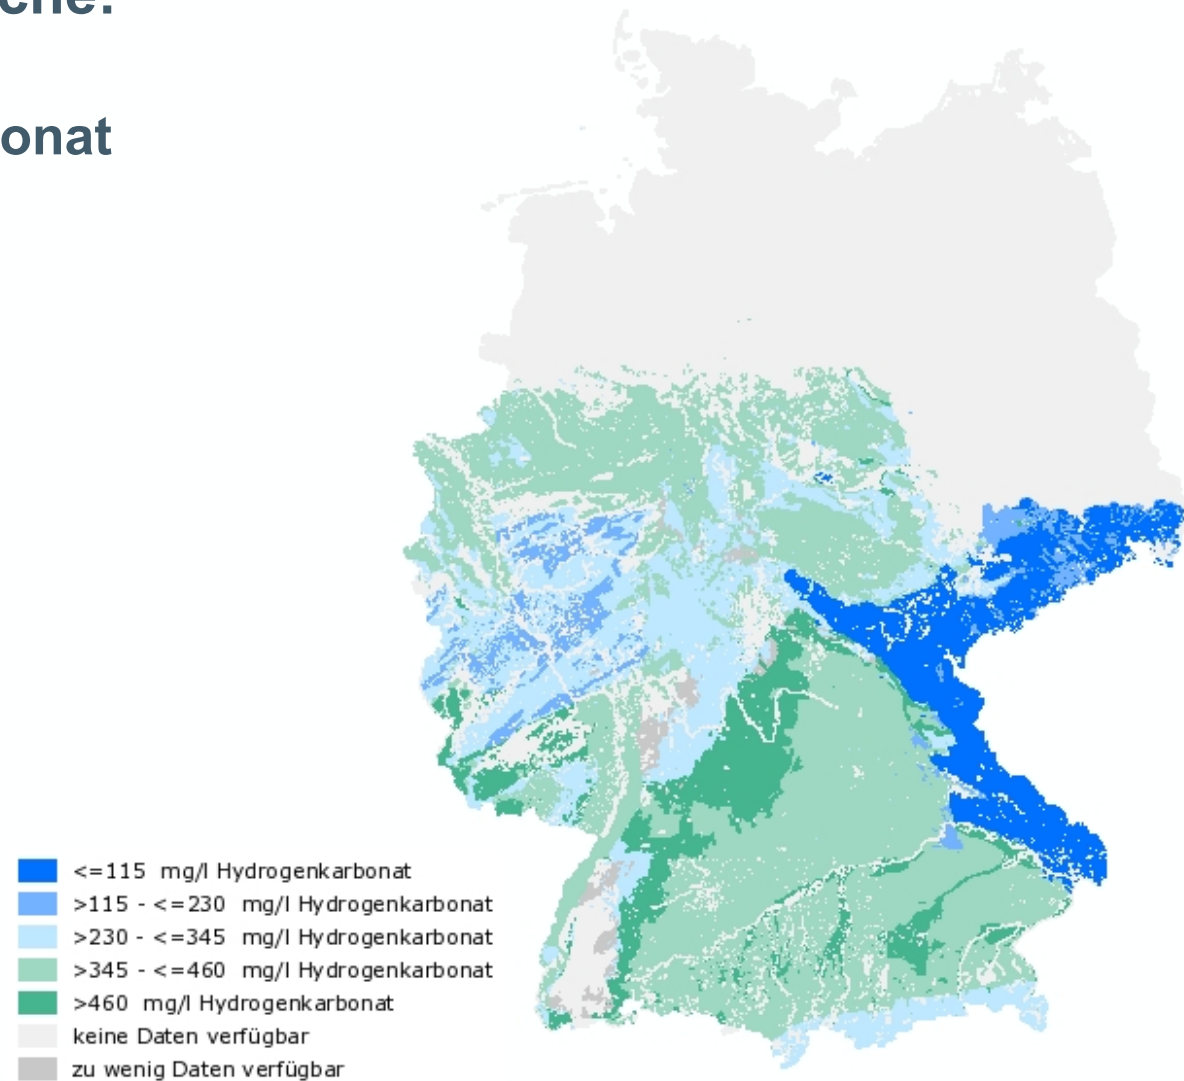 che:
onat
<=115 mg/l Hydrogenkarbonat
>115 - <=230 mg/l Hydrogenkarbonat
>230 - <=345 mg/l Hydrogenkarbonat
>345 - <=460 mg/l Hydrogenkarbonat
>460 mg/l Hydrogenkarbonat
keine Daten verfügbar
zu wenig Daten verfügbar